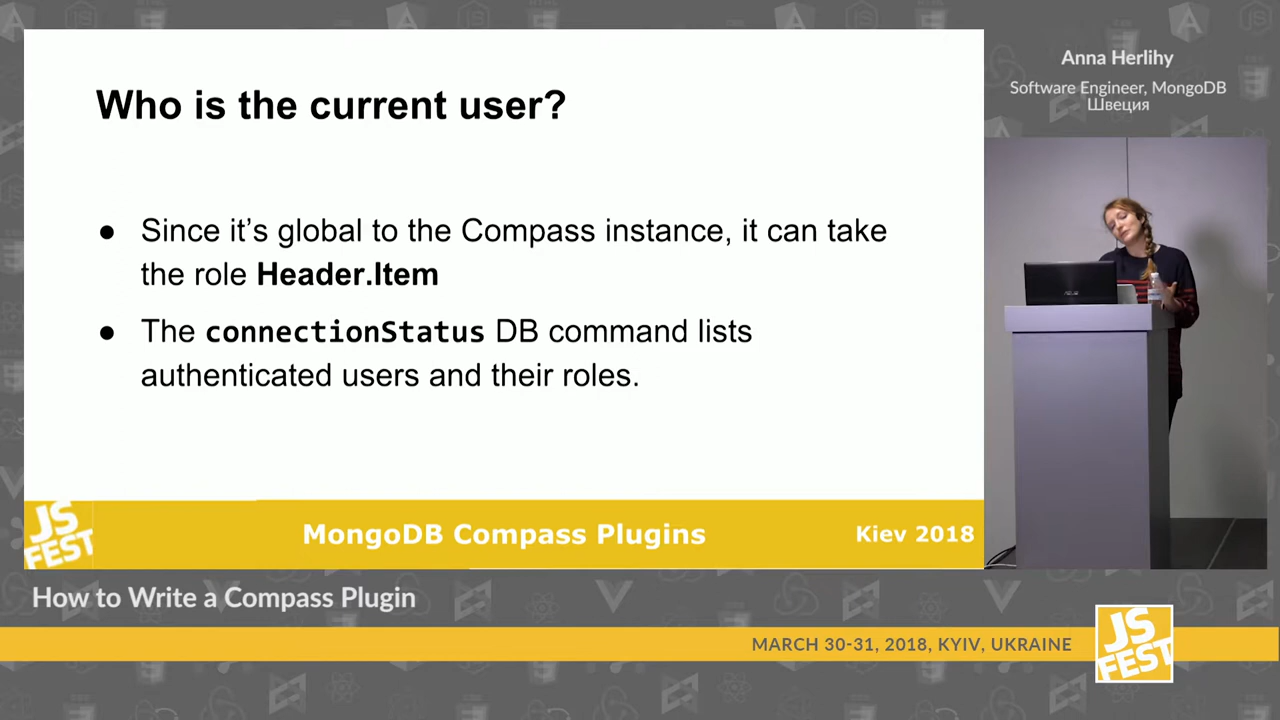 Who is the current user?
● Since it's global to the Compass instance, it can take
the role Header.Item
● The connectionStatus DB command lists
authenticated users and their roles.
JS
FEST
MongoDB Compass Plugins
Kiev 2018
Anna Herlihy
Software Engineer, MongoDB
Швеция
How to Write a Compass Plugin
MARCH 30-31, 2018, KYIV, UKRAINE
JS
FEST